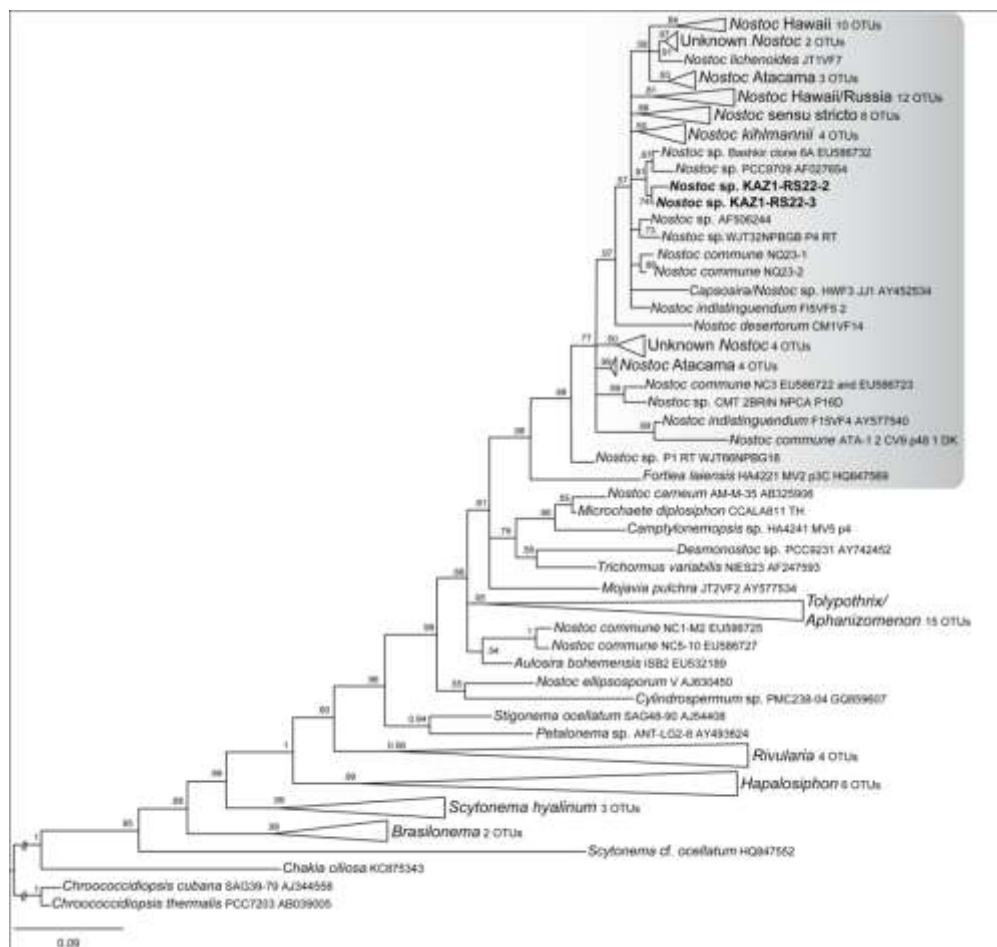 Nostoc Hawaii 10 OTUs
Unknown Nostoc 2 OTUs
Nostoc lichenoides JT1VF7
Nostoc Atacama 3 OTUs
Nostoc Hawaii/Russia 12 OTUs
Nostoc sensu stricto 8 OTUs
Nostoc kihlmannii 4 OTUs
Nostoc sp. Bashkir clone 6A EU586732
Nostoc sp. PCC9709 AF027654
Nostoc sp. KAZ1-RS22-2
Nostoc sp. KAZ1-RS22-3
Nostoc sp. AF506244
Nostoc sp. WJT32NPBGB P4 RT
Nostoc commune NQ23-1
Nostoc commune NQ23-2
Capsosira/Nostoc sp. HWF3 JJ1 AY452534
Nostoc indistinguendum
Nostoc desertorum CM1VF14
Unknown Nostoc 4 OTUs
Nostoc Atacama 4 OTUs
Nostoc commune NC3 EU586722 and EU586723
Nostoc sp. CMT 2BRIN NPCA P16D
Nostoc indistinguendum AY577540
Nostoc commune ATA-1 2 CV9 p48 1 DK
Nostoc sp. P1 RT WJT66NPBG18
Fortiea laiensis HA4221 MV2 p3C HQ847569
Nostoc carneum AM-M-35 AB325906
Microchaete diplosiphon CCALA811 TH
Camptylonemopsis sp. HA4241 MV5 p4
Desmonostoc sp. PCC9231 AY742452
Trichormus variabilis NIES23 AF247593
Mojavia pulchra JT2VF2 AY577534
Tolypothrix/
Aphanizomenon 15 OTUs
Nostoc commune NC1-M2 EU586725
Nostoc commune NC5-10 EU586727
Aulosira bohemensis ISB2 EU532189
Nostoc ellipsosporum V AJ630450
Cylindrospermum sp. PMC238-04 GQ859607
0.94
Stigonema ocellatum SAG48-90
Petalonema sp. ANT-LG2-8 AY493624
Rivularia 4 OTUs
Hapalosiphon 6 OTUs
Scytonema hyalinum 3 OTUs
Brasilonema 2 OTUs
Scytonema cf. ocellatum HQ847562
1
Chakia ciliosa KC875343
1
Chroococcidiopsis cubana SAG39-79 AJ344558
Chroococcidiopsis thermalis PCC7203 AB039005
0.09